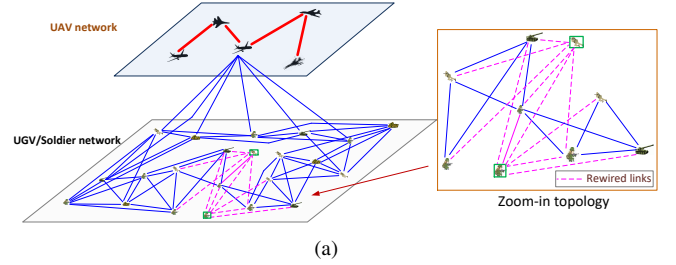 UAV network
UGV/Soldier network
Rewired links
Zoom-in topology
(a)